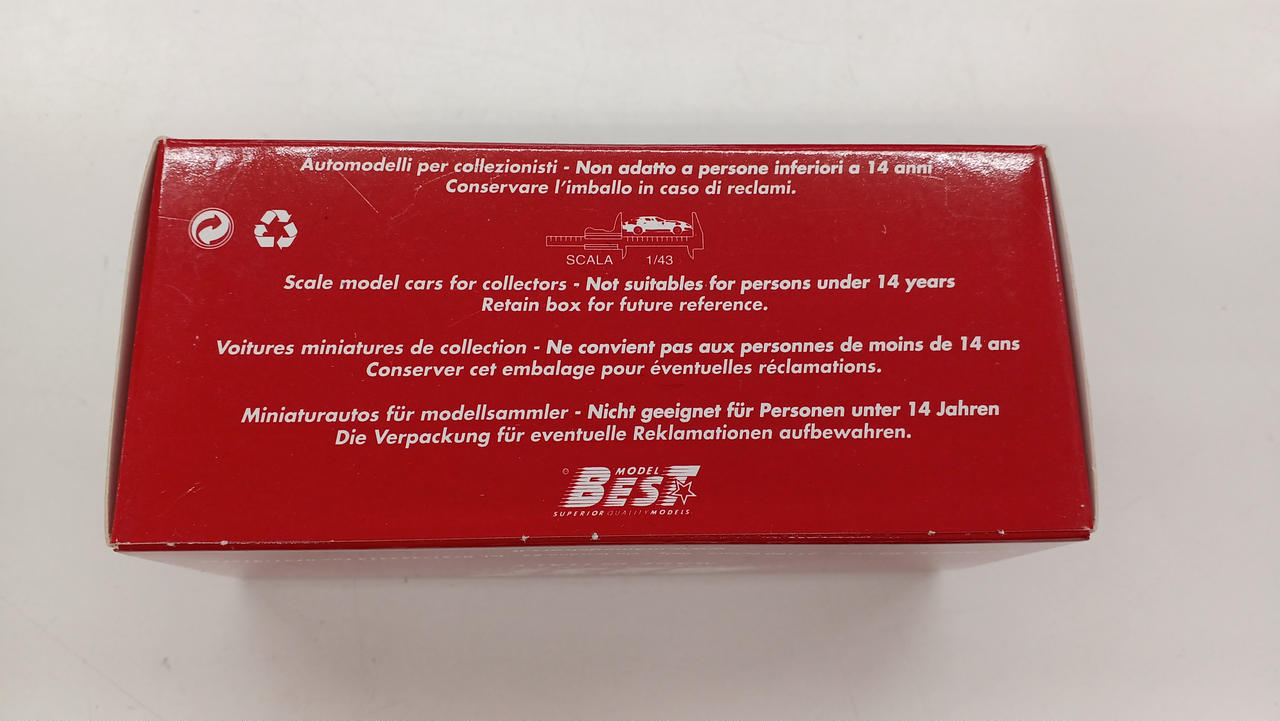 Automodelli per collezionisti - Non adatto a persone inferiori a 14 anni
Conservare l'imballo in caso di reclami.
SCALA 1/43
Scale model cars for collectors - Not suitables for persons under 14 years
Retain box for future reference.
Voitures miniatures de collection - Ne convient pas aux personnes de moins de 14 ans
Conserver cet embalage pour éventuelles réclamations.
Miniaturautos für modellsammler - Nicht geeignet für Personen unter 14 Jahren
Die Verpackung für eventuelle Reklamationen aufbewahren.
© MODEL
BEST
SUPERIOR QUALITY MODELS